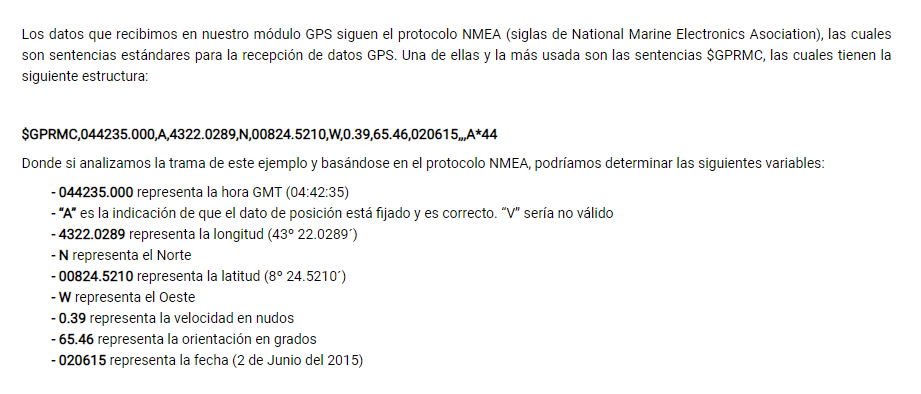 Los datos que recibimos en nuestro módulo GPS siguen el protocolo NMEA (siglas de National Marine Electronics Asociation), las cuales
son sentencias estándares para la recepción de datos GPS. Una de ellas y la más usada son las sentencias $GPRMC, las cuales tienen la
siguiente estructura:
$GPRMC,044235.000,A,4322.0289,N,00824.5210,W,0.39,65.46,020615,,,A*44
Donde si analizamos la trama de este ejemplo y basándose en el protocolo NMEA, podríamos determinar las siguientes variables:
- 044235.000 representa la hora GMT (04:42:35)
- “A” es la indicación de que el dato de posición está fijado y es correcto. “V” sería no válido
- 4322.0289 representa la longitud (43º 22.0289´)
- N representa el Norte
- 00824.5210 representa la latitud (8º 24.5210´)
- W representa el Oeste
- 0.39 representa la velocidad en nudos
- 65.46 representa la orientación en grados
- 020615 representa la fecha (2 de Junio del 2015)